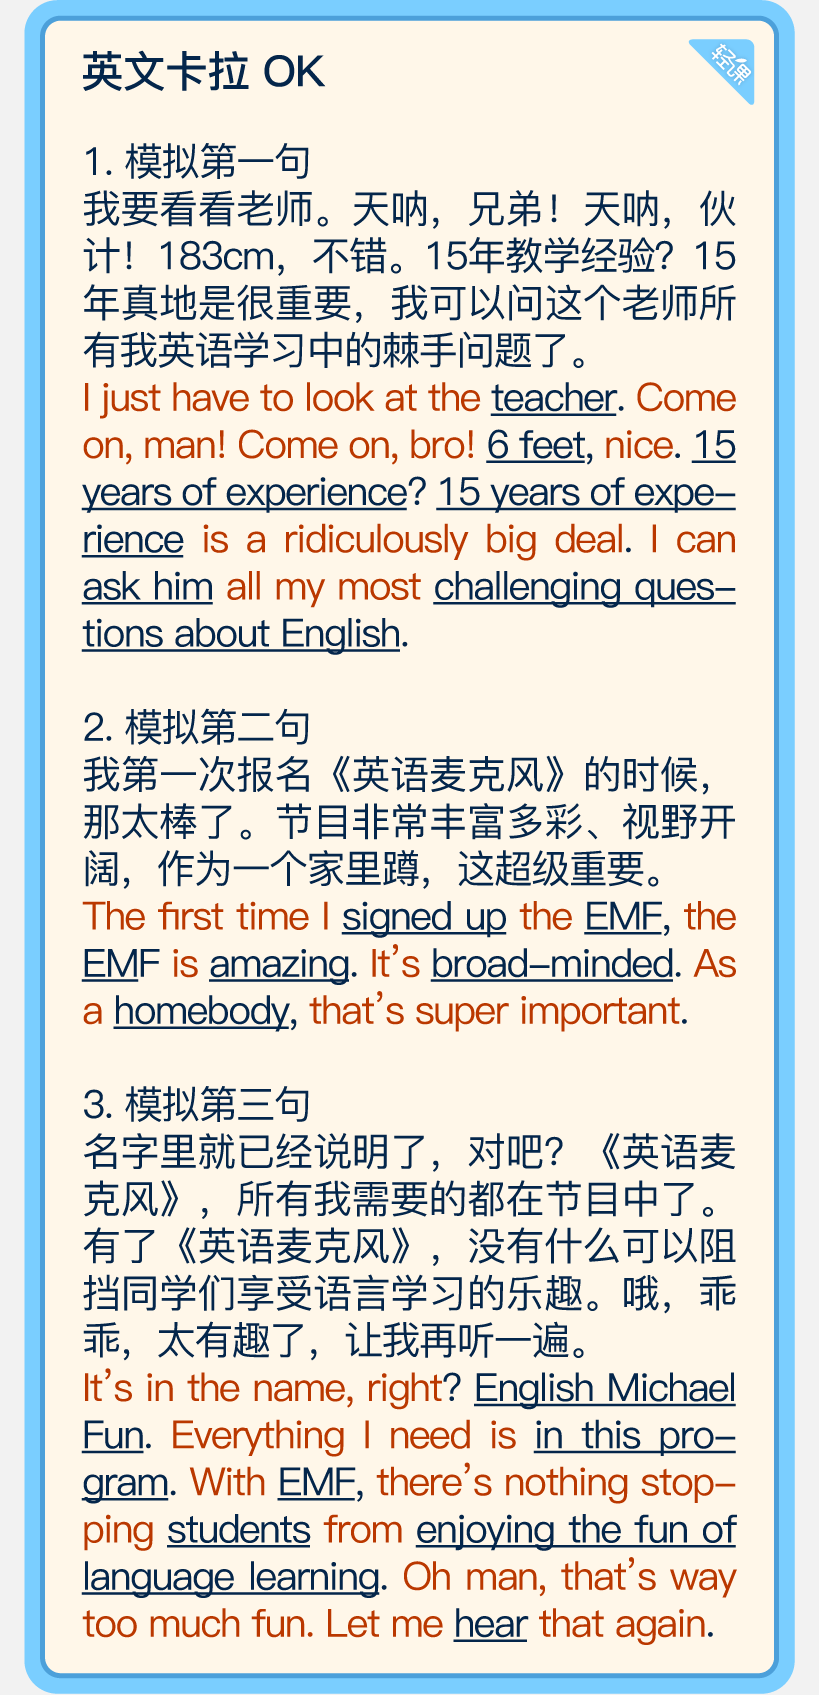 英文卡拉 OK
轻课
1. 模拟第一句
我要看看老师。天呐，兄弟！天呐，伙
计！183cm，不错。15年教学经验？15
年真地是很重要，我可以问这个老师所
有我英语学习中的棘手问题了。
I just have to look at the teacher. Come
on, man! Come on, bro! 6 feet, nice. 15
years of experience? 15 years of expe–
rience is a ridiculously big deal. I can
ask him all my most challenging ques–
tions about English.
2. 模拟第二句
我第一次报名《英语麦克风》的时候，
那太棒了。节目非常丰富多彩、视野开
阔，作为一个家里蹲，这超级重要。
The first time I signed up the EMF, the
EMF is amazing. It's broad–minded. As
a homebody, that's super important.
3. 模拟第三句
名字里就已经说明了，对吧？《英语麦
克风》，所有我需要的都在节目中了。
有了《英语麦克风》，没有什么可以阻
挡同学们享受语言学习的乐趣。哦，乖
乖，太有趣了，让我再听一遍。
It's in the name, right? English Michael
Fun. Everything I need is in this pro–
gram. With EMF, there's nothing stop–
ping students from enjoying the fun of
language learning. Oh man, that's way
too much fun. Let me hear that again.